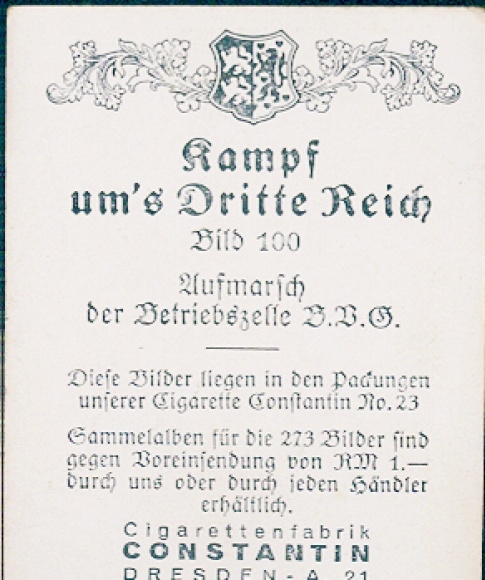 Kampf
um's Dritte Reich
Bild 100
Aufmarsch
der Betriebszelle B.V.G.
Diese Bilder liegen in den Packungen
unserer Cigarette Constantin No. 23
Sammelalben für die 273 Bilder sind
gegen Voreinsendung von RM 1.—
durch uns oder durch jeden Händler
erhältlich.
Cigarettenfabrik
CONSTANTIN
DRESDEN-A. 21